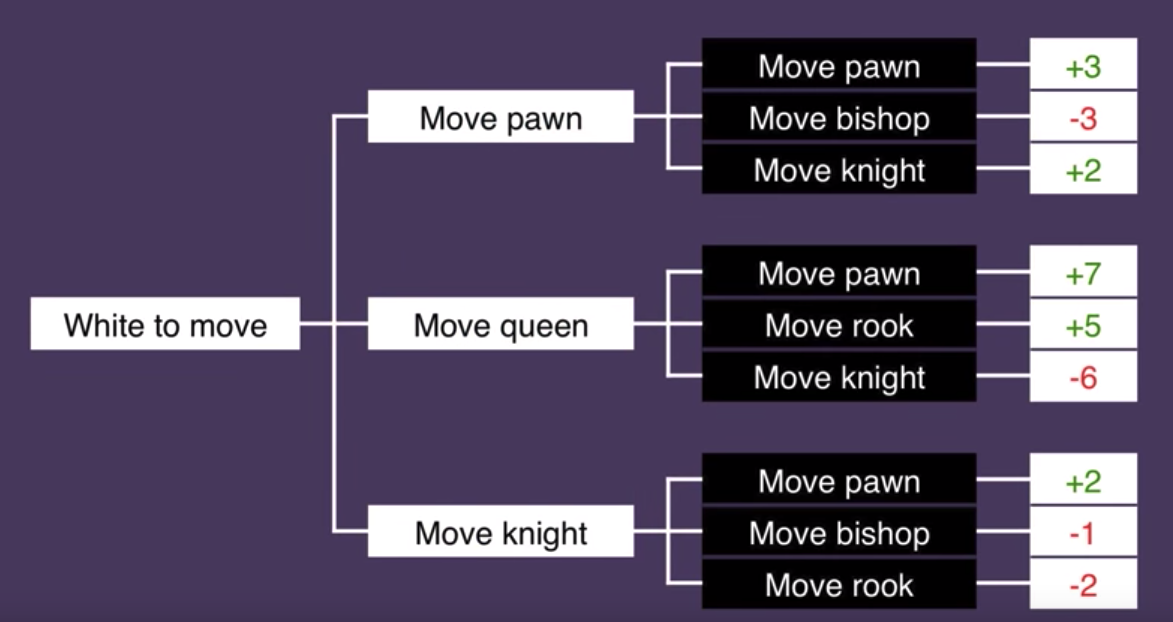 White to move
Move pawn
Move pawn +3
Move bishop -3
Move knight +2
Move queen
Move pawn +7
Move rook +5
Move knight -6
Move knight
Move pawn +2
Move bishop -1
Move rook -2